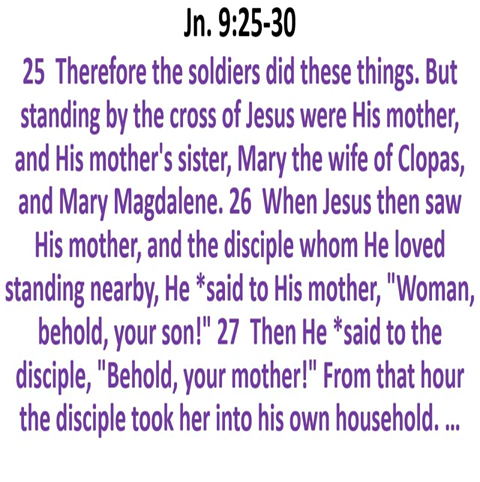 Jn. 9:25-30
25  Therefore the soldiers did these things. But
standing by the cross of Jesus were His mother,
and His mother's sister, Mary the wife of Clopas,
and Mary Magdalene. 26  When Jesus then saw
His mother, and the disciple whom He loved
standing nearby, He *said to His mother, "Woman,
behold, your son!" 27  Then He *said to the
disciple, "Behold, your mother!" From that hour
the disciple took her into his own household. ...